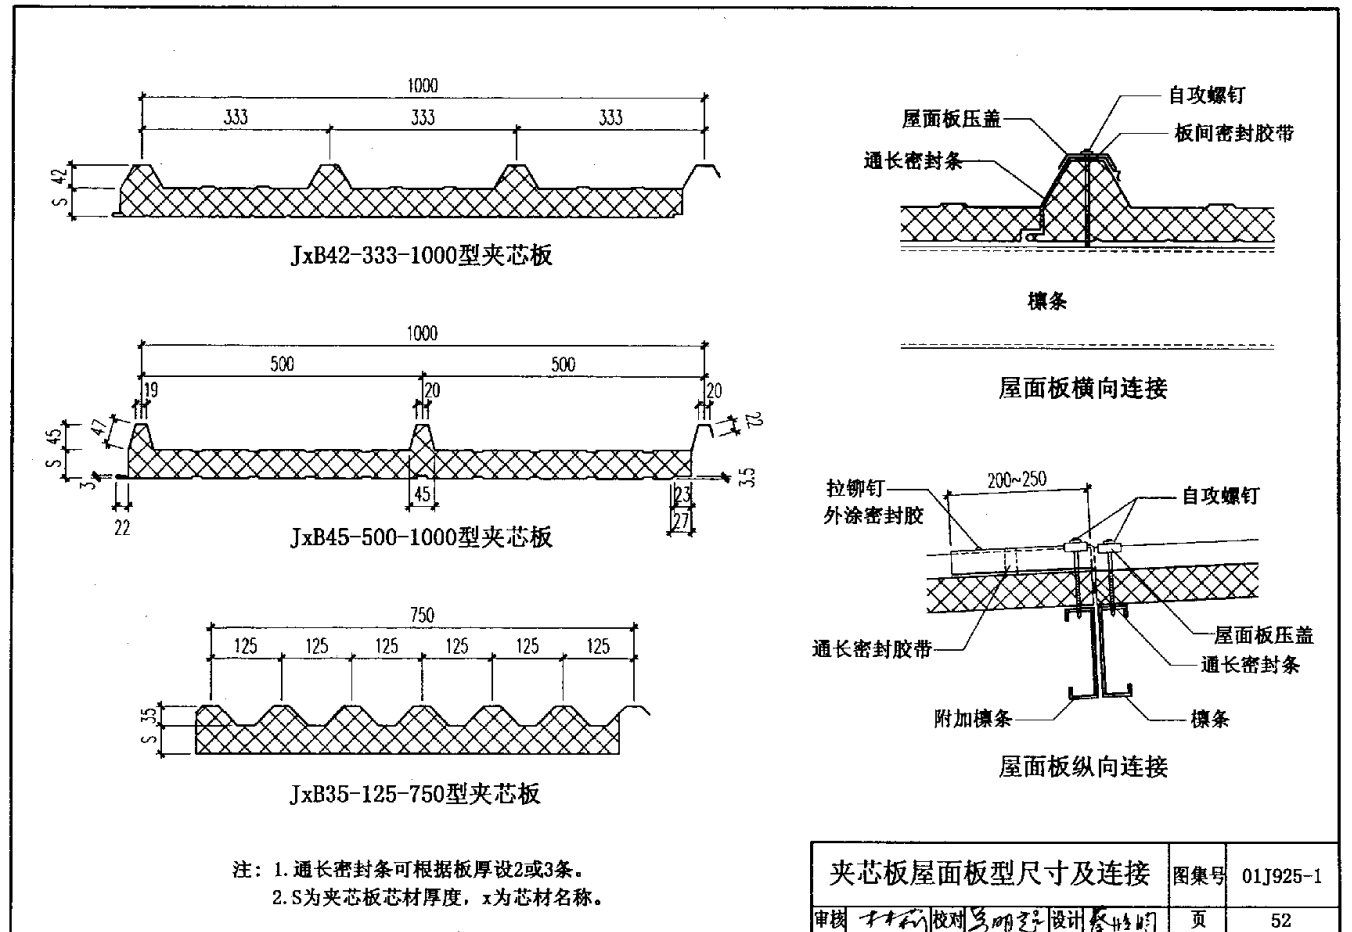 1000
333 333 333
42
S
JxB42-333-1000型夹芯板
1000
500 500
19 20 20
45 47 22
S
3 3.5
22 45 23
27
JxB45-500-1000型夹芯板
750
125 125 125 125 125 125
35
S
JxB35-125-750型夹芯板
注: 1.通长密封条可根据板厚设2或3条。
2.S为夹芯板芯材厚度, x为芯材名称。
自攻螺钉
屋面板压盖
板间密封胶带
通长密封条
檩条
屋面板横向连接
200~250
拉铆钉
外涂密封胶
自攻螺钉
通长密封胶带
屋面板压盖
通长密封条
附加檩条
檩条
屋面板纵向连接
夹芯板屋面板型尺寸及连接 图集号 01J925-1
审核 校对 设计 页 52